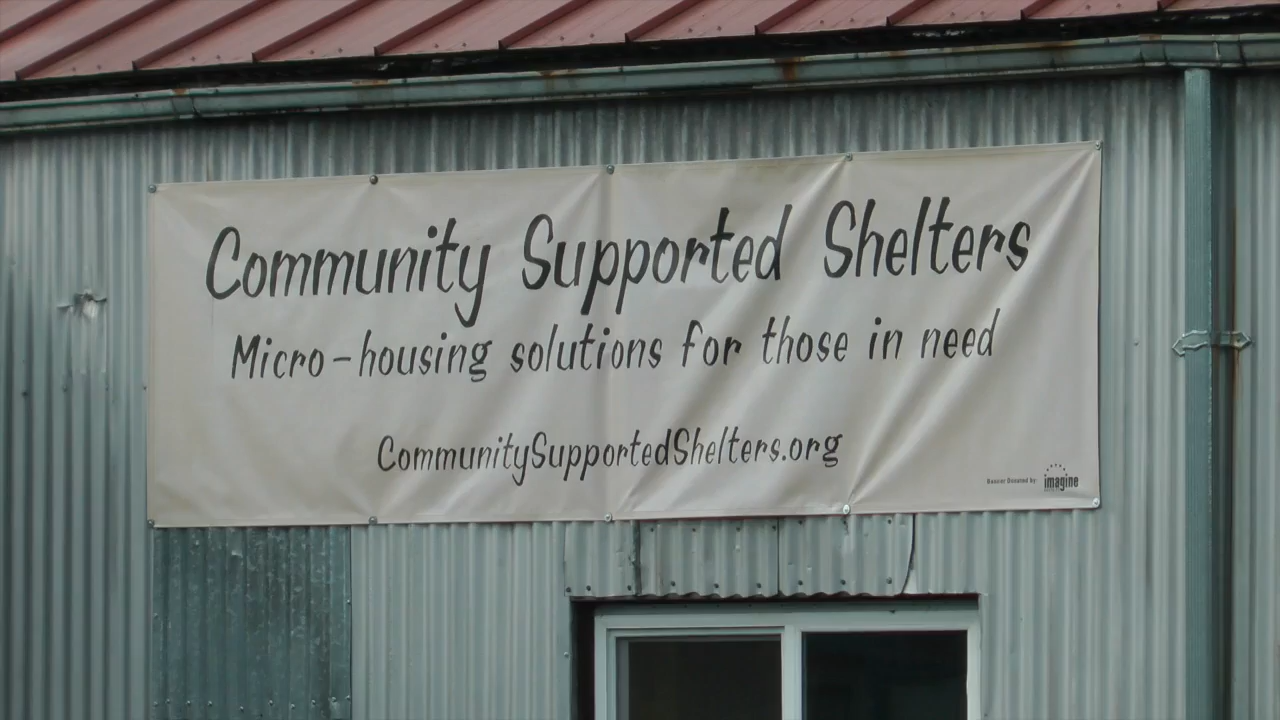 Community Supported Shelters
Micro-housing solutions for those in need
CommunitySupportedShelters.org
Banner Donated by: imagine